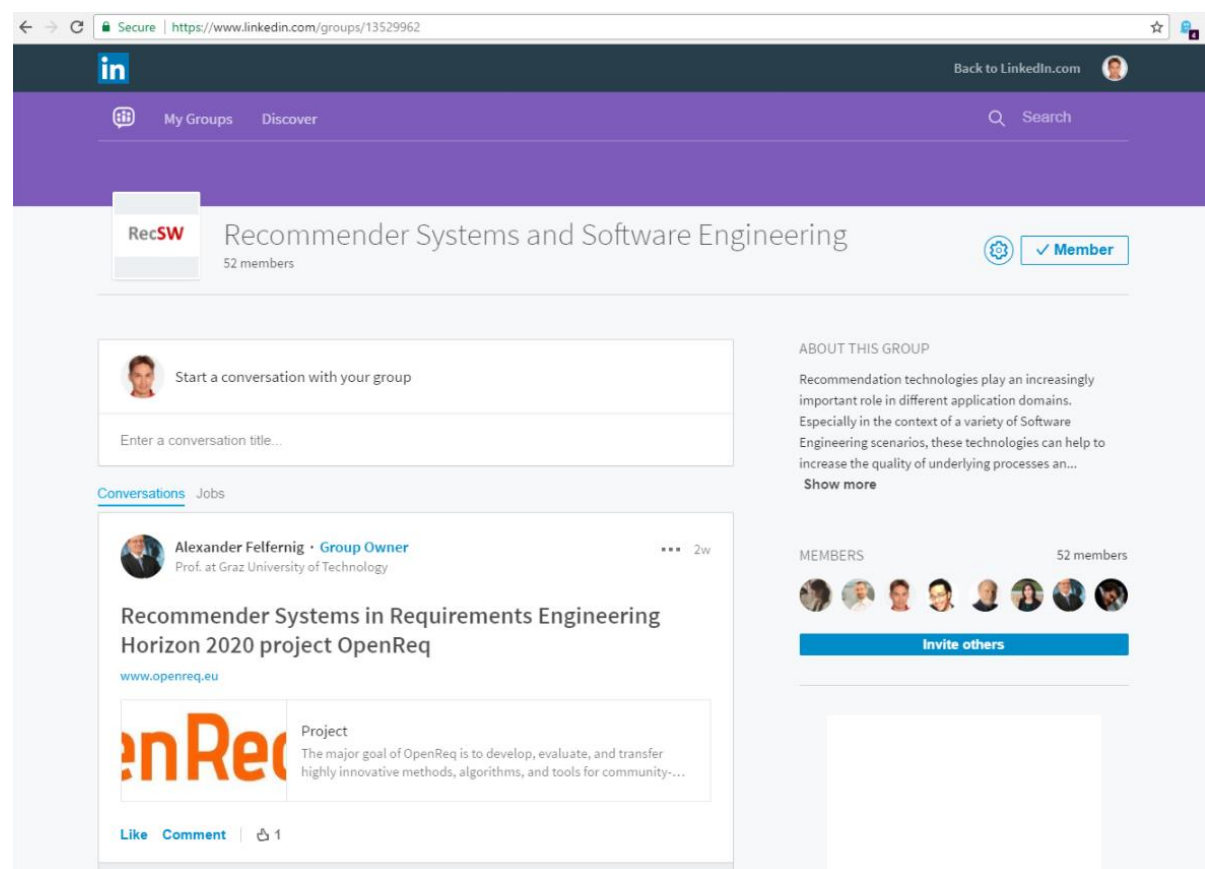 Secure | https://www.linkedin.com/groups/13529962
4
in
Back to LinkedIn.com
My Groups Discover
Search
RecSW
Recommender Systems and Software Engineering
52 members
✓ Member
Start a conversation with your group
Enter a conversation title...
Conversations Jobs
Alexander Felfernig • Group Owner
2w
Prof. at Graz University of Technology
Recommender Systems in Requirements Engineering
Horizon 2020 project OpenReq
www.openreq.eu
enReq
Project
The major goal of OpenReq is to develop, evaluate, and transfer
highly innovative methods, algorithms, and tools for community-...
Like Comment | 1
ABOUT THIS GROUP
Recommendation technologies play an increasingly
important role in different application domains.
Especially in the context of a variety of Software
Engineering scenarios, these technologies can help to
increase the quality of underlying processes an...
Show more
MEMBERS 52 members
Invite others